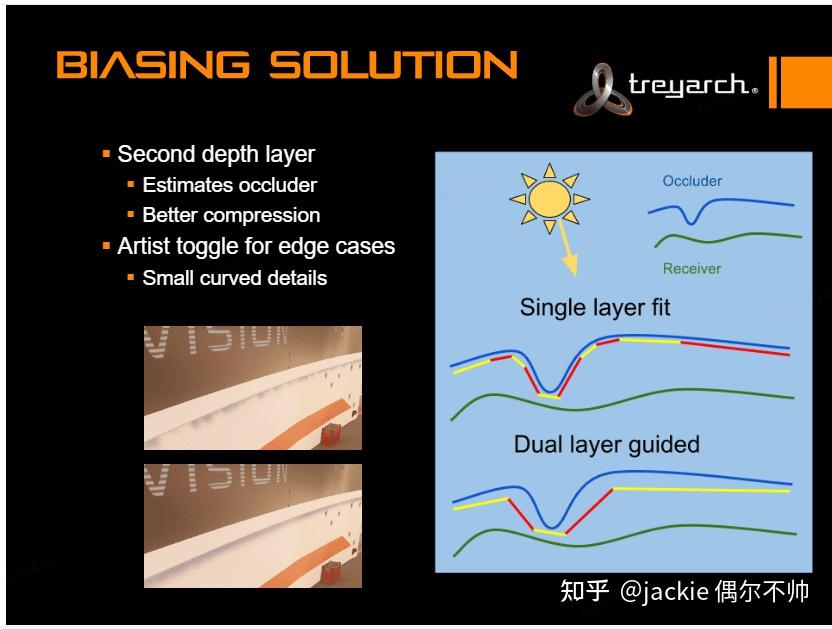 BIASING SOLUTION
treyarch®
Second depth layer
Estimates occluder
Better compression
Artist toggle for edge cases
Small curved details
Occluder
Receiver
Single layer fit
Dual layer guided
VISION
VISION
知乎 @jackie 偶尔不帅